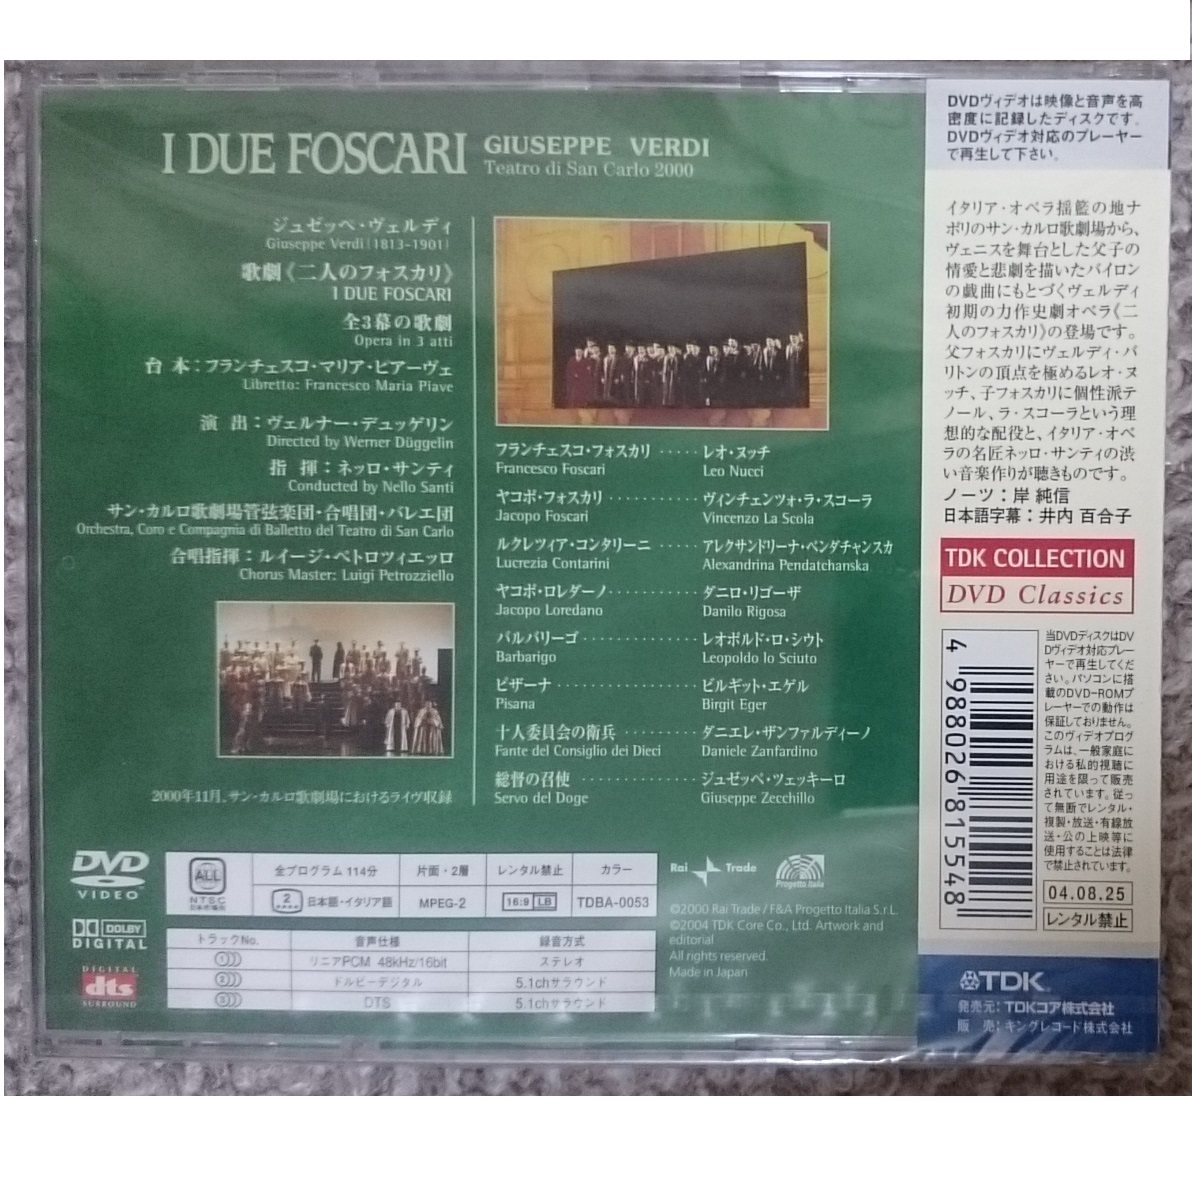 I DUE FOSCARI
GIUSEPPE VERDI
Teatro di San Carlo 2000
ジュゼッペ・ヴェルディ
Giuseppe Verdi (1813-1901)
歌劇《二人のフォスカリ》
I DUE FOSCARI
全3幕の歌劇
Opera in 3 atti
台 本：フランチェスコ・マリア・ピアーヴェ
Libretto: Francesco Maria Piave
演 出：ヴェルナー・デュッゲリン
Directed by Werner Düggelin
指 揮：ネッロ・サンティ
Conducted by Nello Santi
サン・カルロ歌劇場管弦楽団・合唱団・バレエ団
Orchestra, Coro e Compagnia di Balletto del Teatro di San Carlo
合唱指揮：ルイージ・ペトロツィエッロ
Chorus Master: Luigi Petrozziello
2000年11月、サン・カルロ歌劇場におけるライヴ収録
フランチェスコ・フォスカリ ····· レオ・ヌッチ
Francesco Foscari Leo Nucci
ヤコポ・フォスカリ ·········· ヴィンチェンツォ・ラ・スコーラ
Jacopo Foscari Vincenzo La Scola
ルクレツィア・コンタリーニ ····· アレクサンドリーナ・ペンダチャンスカ
Lucrezia Contarini Alexandrina Pendatchanska
ヤコポ・ロレダーノ ·········· ダニロ・リゴーザ
Jacopo Loredano Danilo Rigosa
バルバリーゴ ············· レオポルド・ロ・シウト
Barbarigo Leopoldo lo Sciuto
ピザーナ ················ ビルギット・エゲル
Pisana Birgit Eger
十人委員会の衛兵 ········· ダニエレ・ザンファルディーノ
Fante del Consiglio dei Dieci Daniele Zanfardino
総督の召使 ·············· ジュゼッペ・ツェッキーロ
Servo del Doge Giuseppe Zecchillo
DVD
VIDEO
DOLBY
DIGITAL
DIGITAL
dts
SURROUND
ALL
NTSC
日本市場向
全プログラム 114分
片面・2層
レンタル禁止
カラー
2 日本語・イタリア語
MPEG-2
16:9 LB
TDBA-0053
トラックNo. 音声仕様 録音方式
1 リニアPCM 48kHz/16bit ステレオ
2 ドルビーデジタル 5.1chサラウンド
3 DTS 5.1chサラウンド
Rai Trade
Progetto Italia
©2000 Rai Trade / F&A Progetto Italia S.r.L.
©2004 TDK Core Co., Ltd. Artwork and
editorial
All rights reserved.
Made in Japan
DVDヴィデオは映像と音声を高
密度に記録したディスクです。
DVDヴィデオ対応のプレーヤー
で再生して下さい。
イタリア・オペラ揺籃の地ナ
ポリのサン・カルロ歌劇場から、
ヴェニスを舞台とした父子の
情愛と悲劇を描いたバイロン
の戯曲にもとづくヴェルディ
初期の力作史劇オペラ《二
人のフォスカリ》の登場です。
父フォスカリにヴェルディ・バ
リトンの頂点を極めるレオ・ヌ
ッチ、子フォスカリに個性派テ
ノール、ラ・スコーラという理
想的な配役と、イタリア・オペ
ラの名匠ネッロ・サンティの渋
い音楽作りが聴きものです。
ノーツ：岸 純信
日本語字幕：井内 百合子
TDK COLLECTION
DVD Classics
4 988026 815548
当DVDディスクはDV
Dヴィデオ対応プレー
ヤーで再生してくだ
さい。パソコンに搭
載のDVD-ROMプ
レーヤーでの動作は
保証しておりません。
このヴィデオプログ
ラムは、一般家庭に
おける私的視聴に
用途を限って販売
されています。従っ
て無断でレンタル・
複製・放送・有線放
送・公の上映等に
使用することは法律
で禁止されています。
04.08.25
レンタル禁止
TDK
発売元：TDKコア株式会社
販 売：キングレコード株式会社